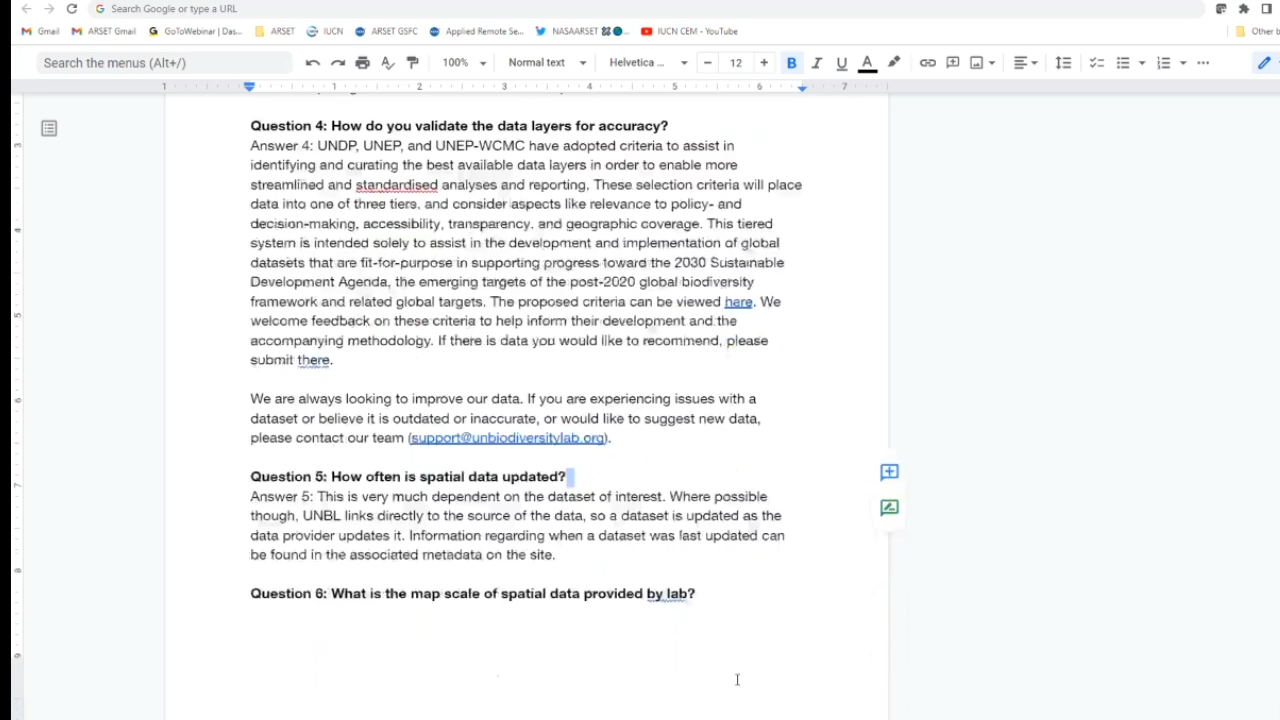 Search Google or type a URL
Gmail ARSET Gmail GoToWebinar | Das... ARSET IUCN ARSET GSFC Applied Remote Se... NASAARSET IUCN CEM - YouTube Other b
Search the menus (Alt+/) 100% Normal text Helvetica ... 12 B I U A
1 1 2 3 4 5 6 7
Question 4: How do you validate the data layers for accuracy?
Answer 4: UNDP, UNEP, and UNEP-WCMC have adopted criteria to assist in
identifying and curating the best available data layers in order to enable more
streamlined and standardised analyses and reporting. These selection criteria will place
data into one of three tiers, and consider aspects like relevance to policy- and
decision-making, accessibility, transparency, and geographic coverage. This tiered
system is intended solely to assist in the development and implementation of global
datasets that are fit-for-purpose in supporting progress toward the 2030 Sustainable
Development Agenda, the emerging targets of the post-2020 global biodiversity
framework and related global targets. The proposed criteria can be viewed here. We
welcome feedback on these criteria to help inform their development and the
accompanying methodology. If there is data you would like to recommend, please
submit there.
We are always looking to improve our data. If you are experiencing issues with a
dataset or believe it is outdated or inaccurate, or would like to suggest new data,
please contact our team (support@unbiodiversitylab.org).
Question 5: How often is spatial data updated?
Answer 5: This is very much dependent on the dataset of interest. Where possible
though, UNBL links directly to the source of the data, so a dataset is updated as the
data provider updates it. Information regarding when a dataset was last updated can
be found in the associated metadata on the site.
Question 6: What is the map scale of spatial data provided by lab?
3
4
5
6
7
8
9